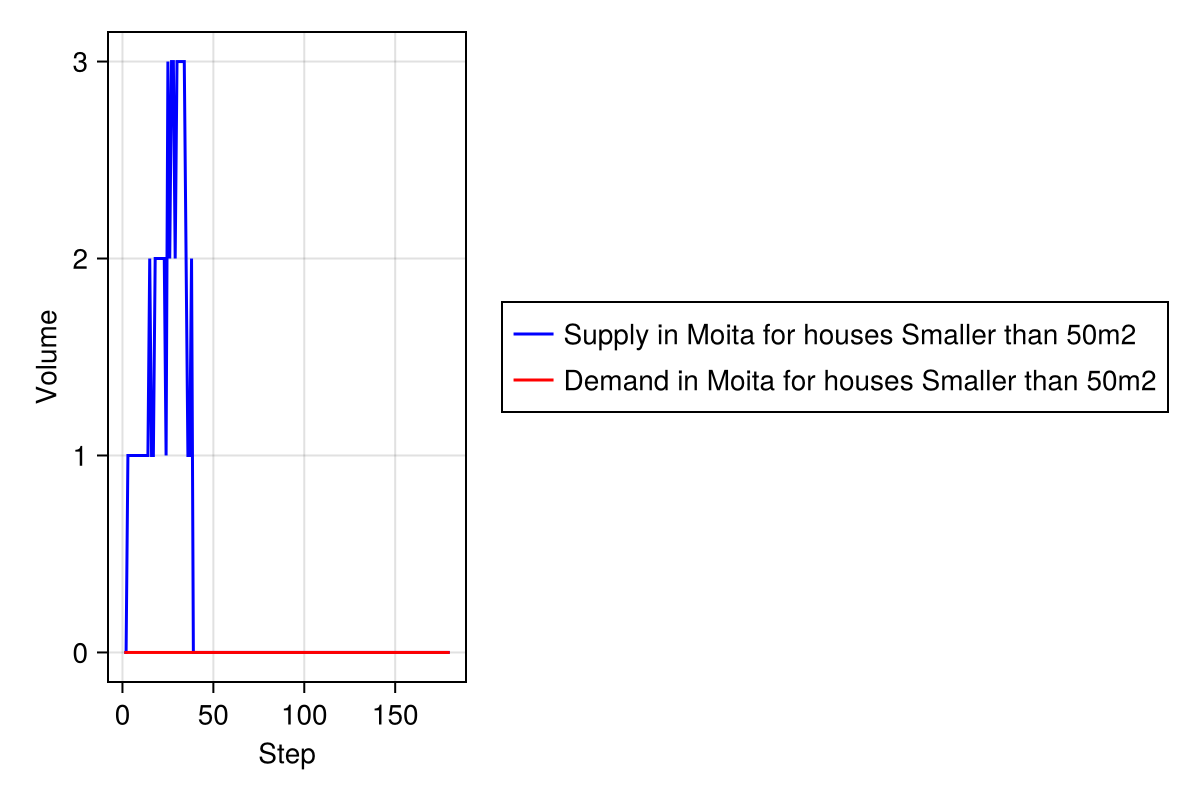 3
2
1
0
Volume
0 50 100 150
Step
Supply in Moita for houses Smaller than 50m2
Demand in Moita for houses Smaller than 50m2